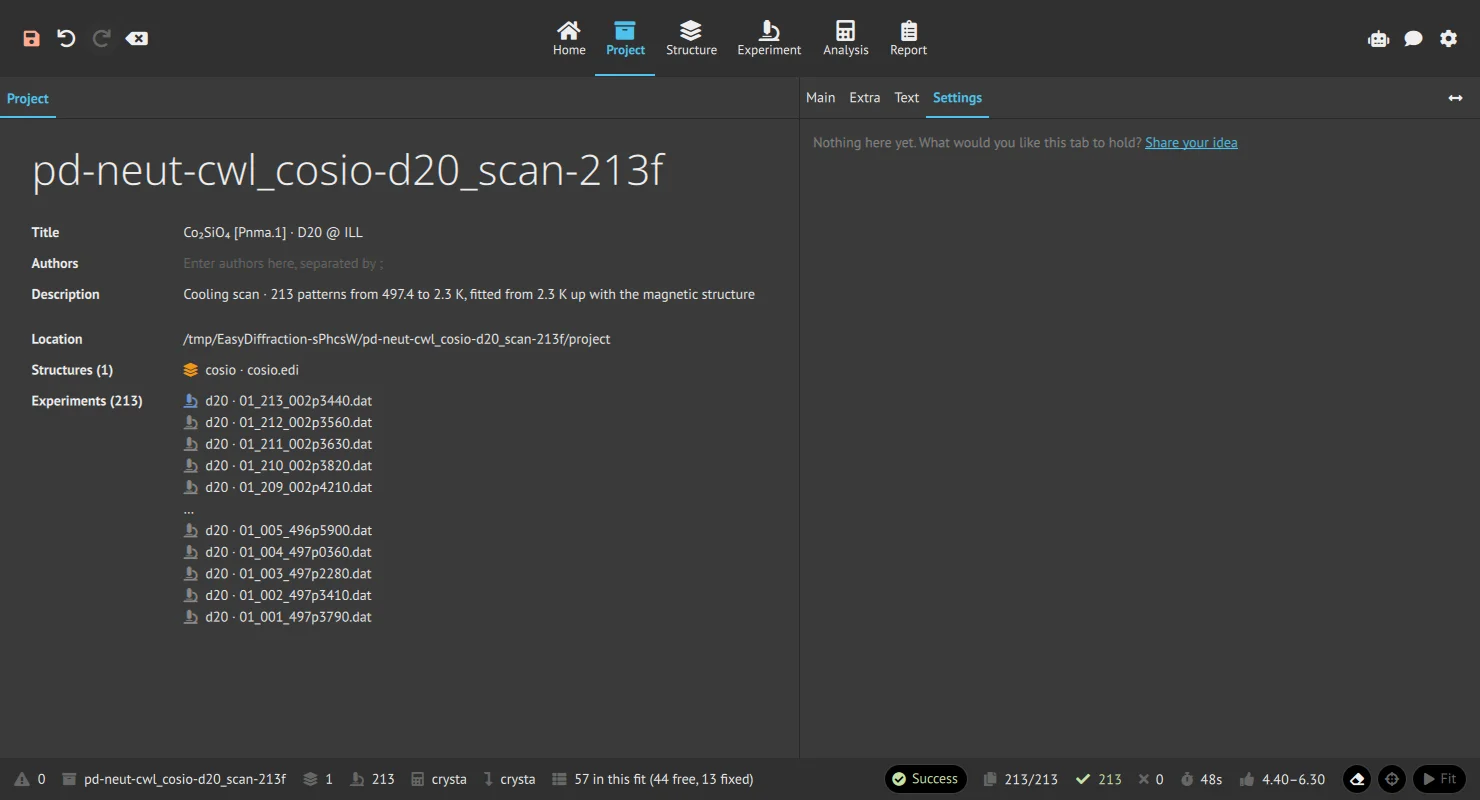 Home
Project
Structure
Experiment
Analysis
Report
Project
Main Extra Text Settings
Nothing here yet. What would you like this tab to hold? Share your idea
pd-neut-cwl_cosio-d20_scan-213f
Title Co₂SiO₄ [Pnma.1] · D20 @ ILL
Authors Enter authors here, separated by ;
Description Cooling scan · 213 patterns from 497.4 to 2.3 K, fitted from 2.3 K up with the magnetic structure
Location /tmp/EasyDiffraction-sPhcsW/pd-neut-cwl_cosio-d20_scan-213f/project
Structures (1) cosio · cosio.edi
Experiments (213) d20 · 01_213_002p3440.dat
d20 · 01_212_002p3560.dat
d20 · 01_211_002p3630.dat
d20 · 01_210_002p3820.dat
d20 · 01_209_002p4210.dat
...
d20 · 01_005_496p5900.dat
d20 · 01_004_497p0360.dat
d20 · 01_003_497p2280.dat
d20 · 01_002_497p3410.dat
d20 · 01_001_497p3790.dat
0 pd-neut-cwl_cosio-d20_scan-213f 1 213 crysta crysta 57 in this fit (44 free, 13 fixed) Success 213/213 213 0 48s 4.40–6.30 Fit